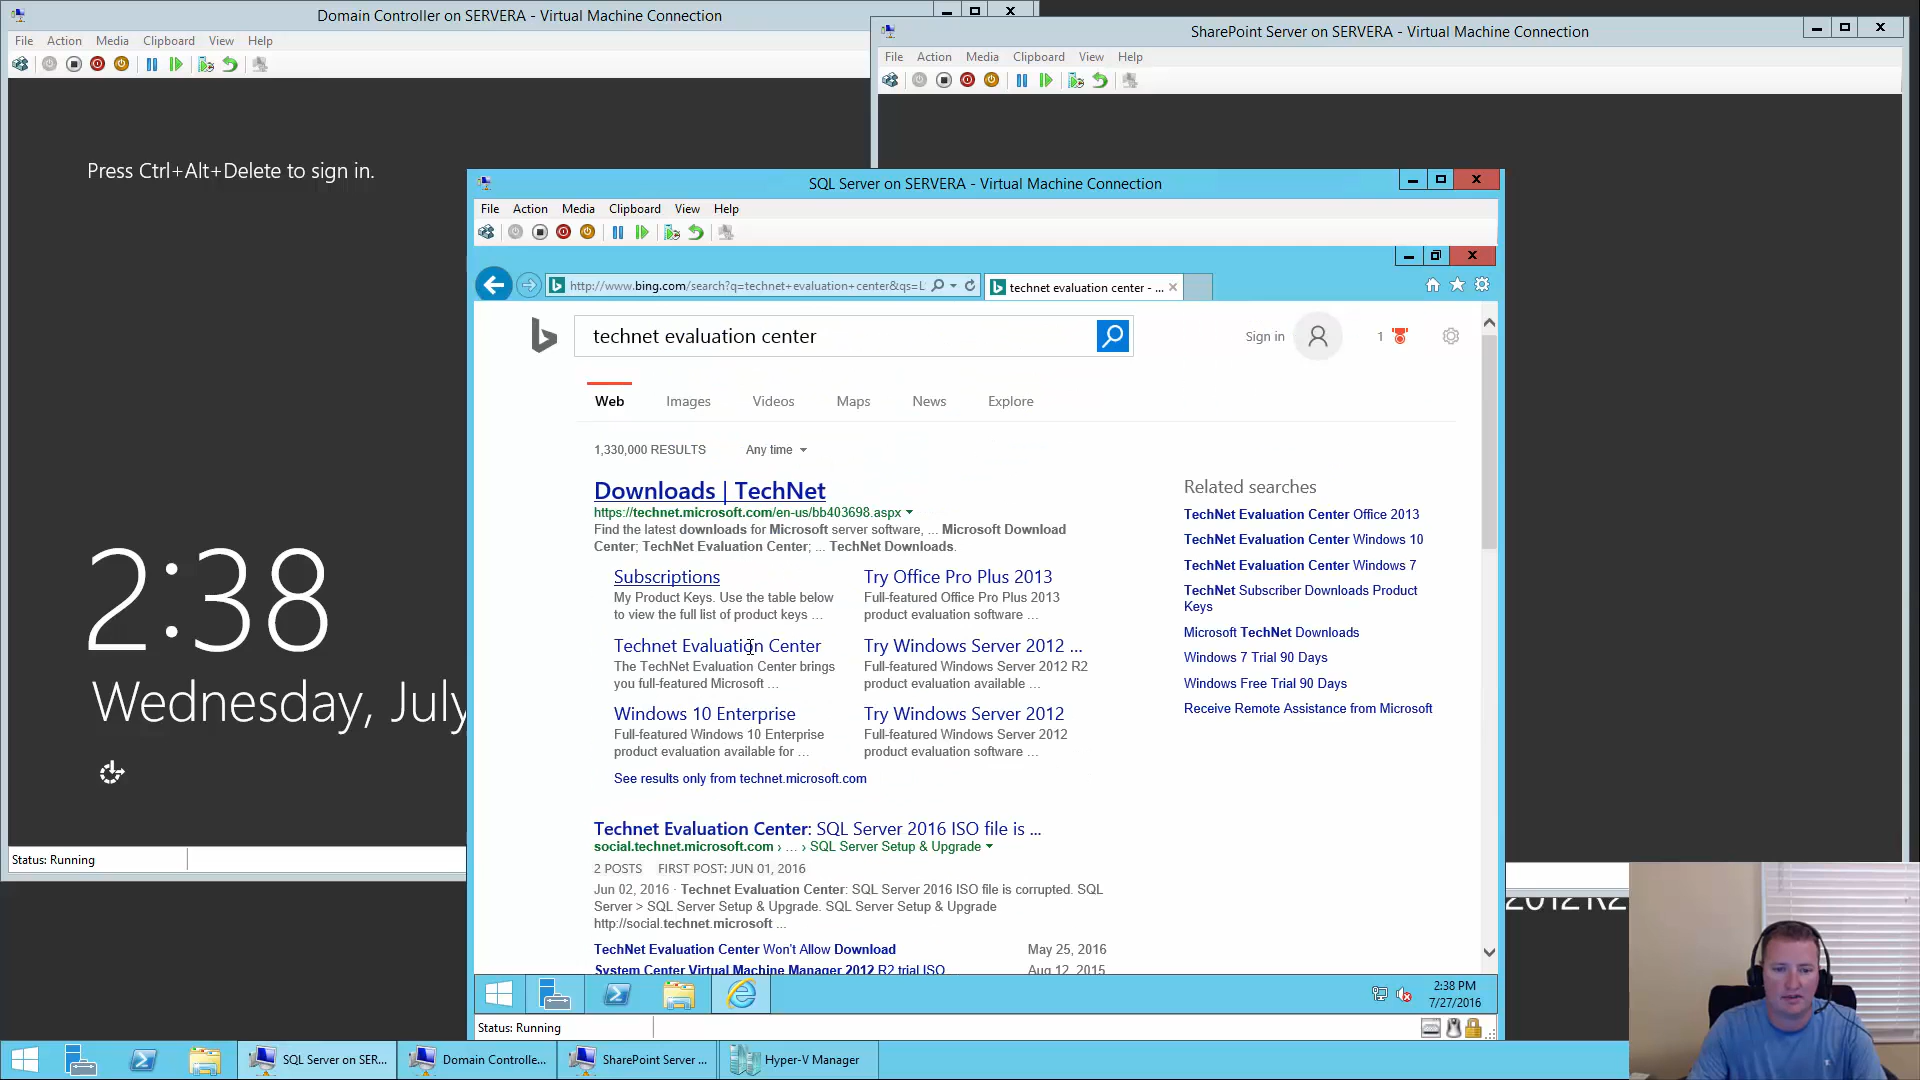 Domain Controller on SERVERA - Virtual Machine Connection
File Action Media Clipboard View Help
Press Ctrl+Alt+Delete to sign in.
2:38
Wednesday, July
Status: Running
SharePoint Server on SERVERA - Virtual Machine Connection
File Action Media Clipboard View Help
SQL Server on SERVERA - Virtual Machine Connection
File Action Media Clipboard View Help
http://www.bing.com/search?q=technet+evaluation+center&qs=L
technet evaluation center - ...
technet evaluation center
Sign in
1
Web Images Videos Maps News Explore
1,330,000 RESULTS Any time
Downloads | TechNet
https://technet.microsoft.com/en-us/bb403698.aspx
Find the latest downloads for Microsoft server software, ... Microsoft Download
Center; TechNet Evaluation Center; ... TechNet Downloads.
Subscriptions
My Product Keys. Use the table below
to view the full list of product keys ...
Try Office Pro Plus 2013
Full-featured Office Pro Plus 2013
product evaluation software ...
Technet Evaluation Center
The TechNet Evaluation Center brings
you full-featured Microsoft ...
Try Windows Server 2012 ...
Full-featured Windows Server 2012 R2
product evaluation available ...
Windows 10 Enterprise
Full-featured Windows 10 Enterprise
product evaluation available for ...
Try Windows Server 2012
Full-featured Windows Server 2012
product evaluation software ...
See results only from technet.microsoft.com
Technet Evaluation Center: SQL Server 2016 ISO file is ...
social.technet.microsoft.com › ... › SQL Server Setup & Upgrade
2 POSTS FIRST POST: JUN 01, 2016
Jun 02, 2016 · Technet Evaluation Center: SQL Server 2016 ISO file is corrupted. SQL
Server > SQL Server Setup & Upgrade. SQL Server Setup & Upgrade
http://social.technet.microsoft ...
TechNet Evaluation Center Won't Allow Download May 25, 2016
System Center Virtual Machine Manager 2012 R2 trial ISO Aug 12, 2015
Related searches
TechNet Evaluation Center Office 2013
TechNet Evaluation Center Windows 10
TechNet Evaluation Center Windows 7
TechNet Subscriber Downloads Product
Keys
Microsoft TechNet Downloads
Windows 7 Trial 90 Days
Windows Free Trial 90 Days
Receive Remote Assistance from Microsoft
2:38 PM
7/27/2016
Status: Running
2012 R2
SQL Server on SER...
Domain Controlle...
SharePoint Server ...
Hyper-V Manager